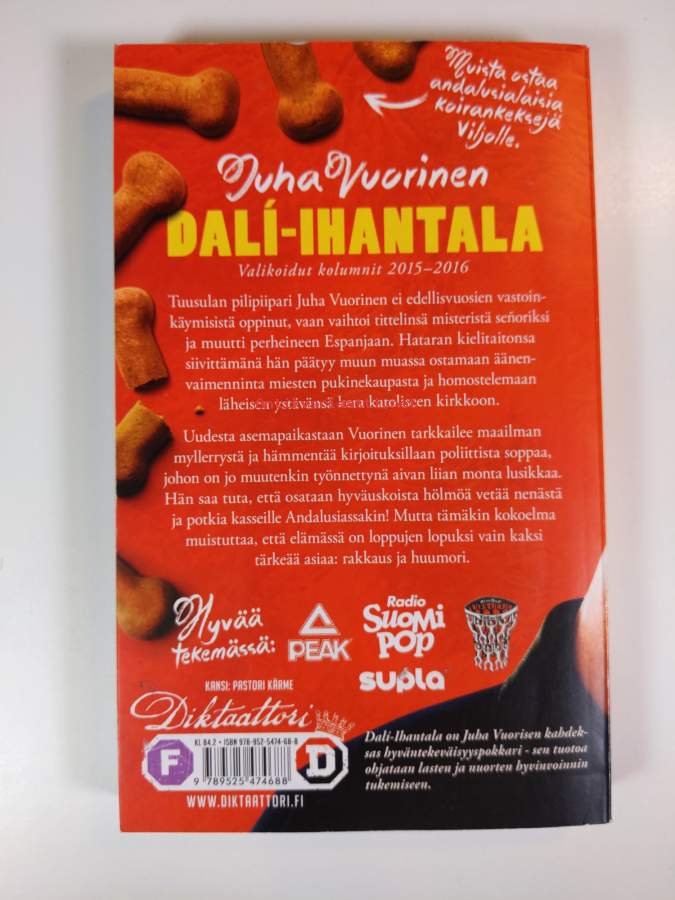 Muista ostaa
andalusialaisia
koirankeksejä
Viljolle.
Juha Vuorinen
DALÍ-IHANTALA
Valikoidut kolumnit 2015–2016
Tuusulan pilipiipari Juha Vuorinen ei edellisvuosien vastoin-
käymisistä oppinut, vaan vaihtoi tittelinsä misteristä señoriksi
ja muutti perheineen Espanjaan. Hataran kielitaitonsa
siivittämänä hän päätyy muun muassa ostamaan äänen-
vaimenninta miesten pukinekaupasta ja homostelemaan
läheisen ystävänsä kera katoliseen kirkkoon.
Uudesta asemapaikastaan Vuorinen tarkkailee maailman
myllerrystä ja hämmentää kirjoituksillaan poliittista soppaa,
johon on jo muutenkin työnnettynä aivan liian monta lusikkaa.
Hän saa tuta, että osataan hyväuskoista hölmöä vetää nenästä
ja potkia kasseille Andalusiassakin! Mutta tämäkin kokoelma
muistuttaa, että elämässä on loppujen lopuksi vain kaksi
tärkeää asiaa: rakkaus ja huumori.
Hyvää
tekemässä:
PEAK
Radio
SUOMI
POP
supla
KANSI: PASTORI KÄRME
Diktaattori
KL 84.2 • ISBN 978-952-5474-68-8
F
D
9 789525 474688
WWW.DIKTAATTORI.FI
Dali-Ihantala on Juha Vuorisen kahdek-
sas hyväntekeväisyyspokkari - sen tuotoa
ohjataan lasten ja nuorten hyvinvoinnin
tukemiseen.